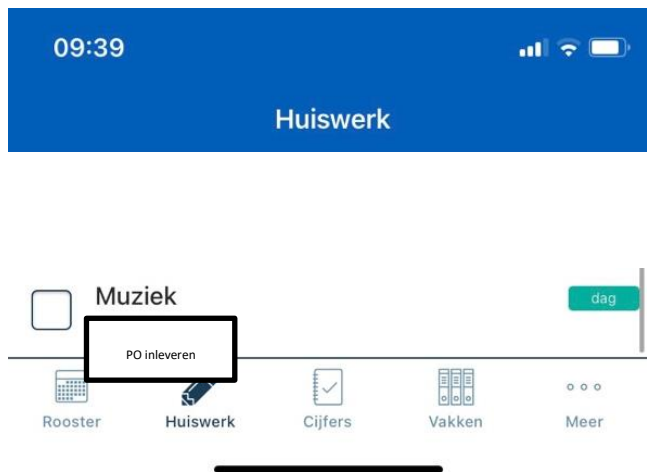 09:39
Huiswerk
Muziek
dag
PO inleveren
Rooster
Huiswerk
Cijfers
Vakken
Meer